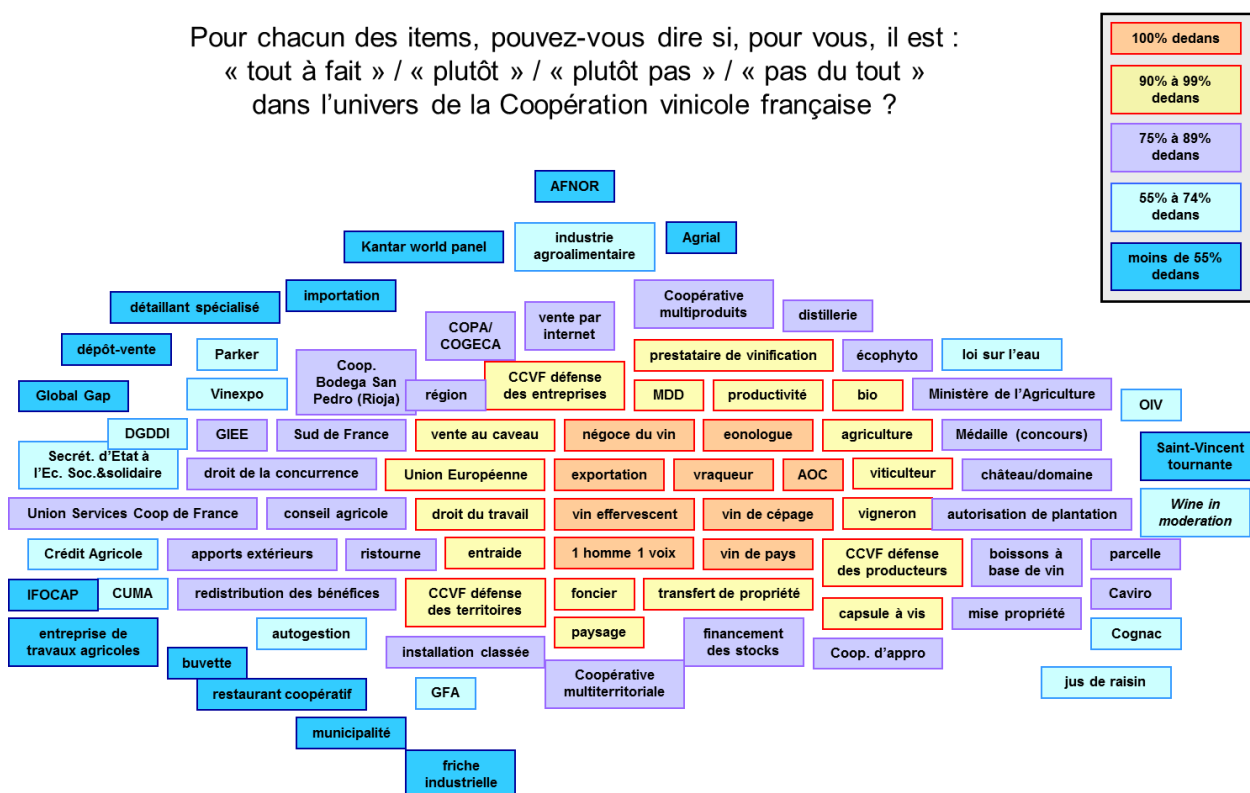 Pour chacun des items, pouvez-vous dire si, pour vous, il est :
« tout à fait » / « plutôt » / « plutôt pas » / « pas du tout »
dans l’univers de la Coopération vinicole française ?
100% dedans
90% à 99%
dedans
75% à 89%
dedans
55% à 74%
dedans
moins de 55%
dedans
AFNOR
Kantar world panel
industrie
agroalimentaire
Agrial
détaillant spécialisé
importation
COPA/
COGECA
vente par
internet
Coopérative
multiproduits
distillerie
dépôt-vente
Parker
Coop.
Bodega San
Pedro (Rioja)
prestataire de vinification
écophyto
loi sur l’eau
Global Gap
Vinexpo
région
CCVF défense
des entreprises
MDD
productivité
bio
Ministère de l’Agriculture
OIV
DGDDI
GIEE
Sud de France
vente au caveau
négoce du vin
eonologue
agriculture
Médaille (concours)
Saint-Vincent
tournante
Secrét. d’Etat à
l’Ec. Soc.&solidaire
droit de la concurrence
Union Européenne
exportation
vraqueur
AOC
viticulteur
château/domaine
Union Services Coop de France
conseil agricole
droit du travail
vin effervescent
vin de cépage
vigneron
autorisation de plantation
Wine in
moderation
Crédit Agricole
apports extérieurs
ristourne
entraide
1 homme 1 voix
vin de pays
CCVF défense
des producteurs
boissons à
base de vin
parcelle
IFOCAP
CUMA
redistribution des bénéfices
CCVF défense
des territoires
foncier
transfert de propriété
capsule à vis
mise propriété
Caviro
entreprise de
travaux agricoles
autogestion
installation classée
paysage
financement
des stocks
Coop. d’appro
Cognac
buvette
restaurant coopératif
GFA
Coopérative
multiterritoriale
jus de raisin
municipalité
friche
industrielle